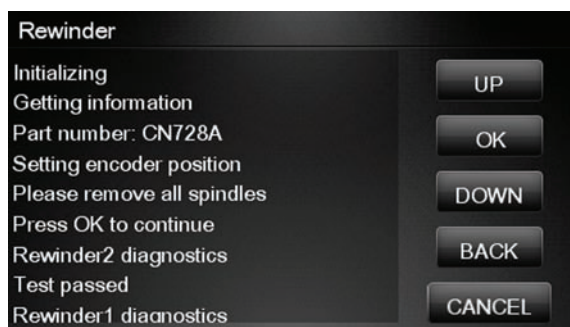 Rewinder
Initializing
Getting information
Part number: CN728A
Setting encoder position
Please remove all spindles
Press OK to continue
Rewinder2 diagnostics
Test passed
Rewinder1 diagnostics
UP
OK
DOWN
BACK
CANCEL